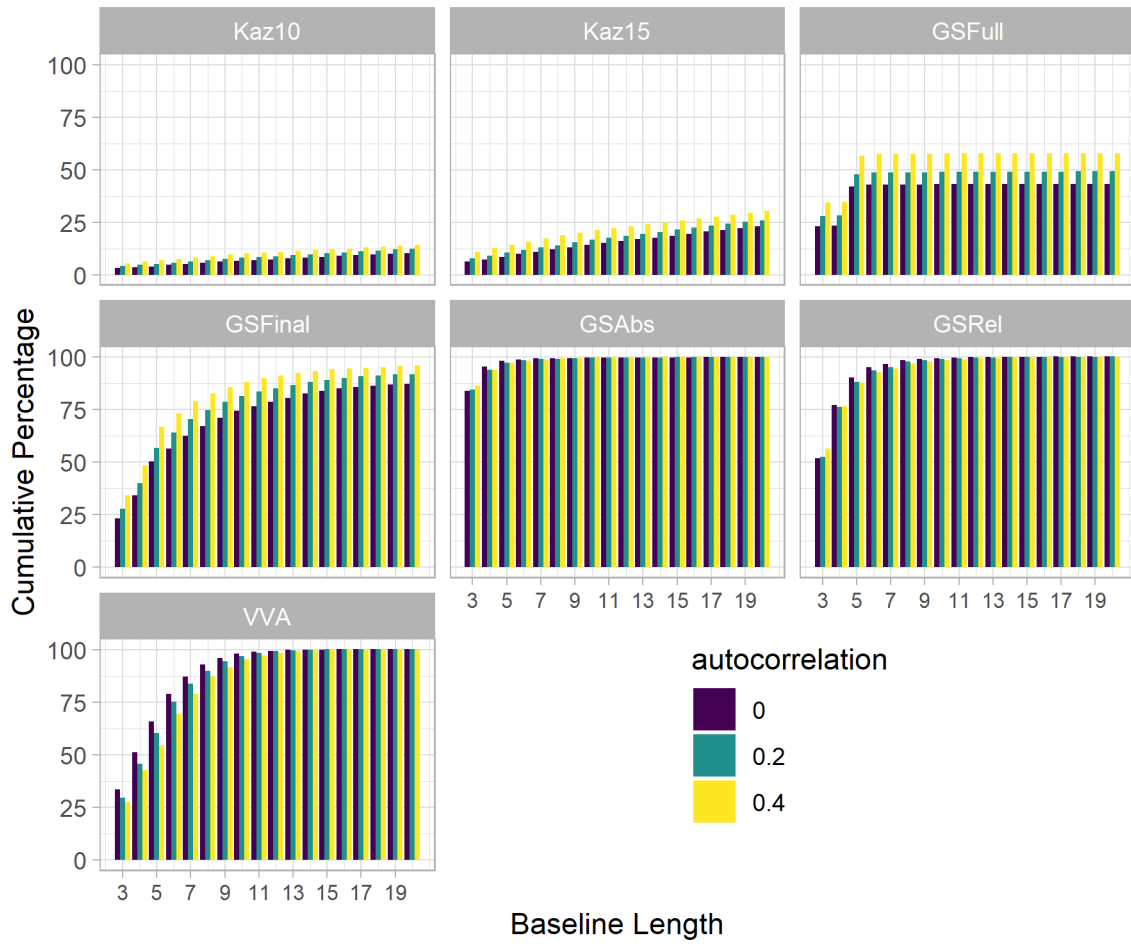 Kaz10 Kaz15 GSFull
100
75
50
25
0
GSFinal GSAbs GSRel
100
75
50
25
0
3 5 7 9 11 13 15 17 19 3 5 7 9 11 13 15 17 19
VVA
100
75
50
25
0
3 5 7 9 11 13 15 17 19
Cumulative Percentage
Baseline Length
autocorrelation
0
0.2
0.4